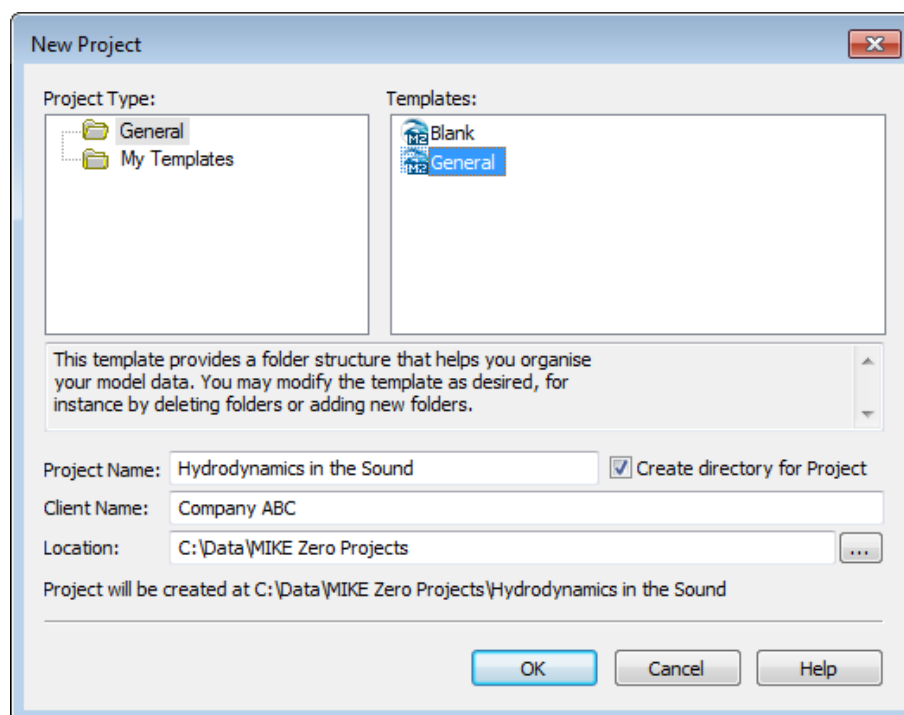 New Project
Project Type:
Templates:
General
My Templates
Blank
General
This template provides a folder structure that helps you organise
your model data. You may modify the template as desired, for
instance by deleting folders or adding new folders.
Project Name: Hydrodynamics in the Sound Create directory for Project
Client Name: Company ABC
Location: C:\Data\MIKE Zero Projects ...
Project will be created at C:\Data\MIKE Zero Projects\Hydrodynamics in the Sound
OK Cancel Help